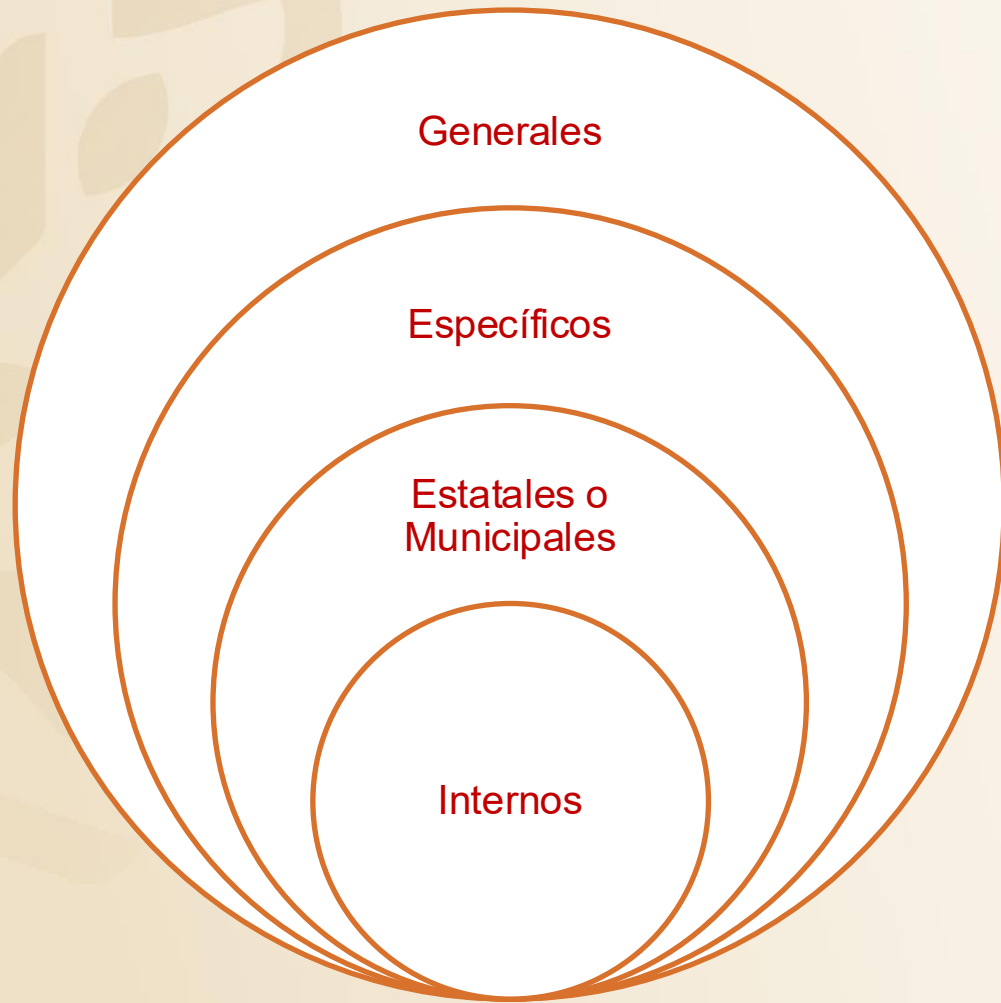 Generales
Específicos
Estatales o
Municipales
Internos